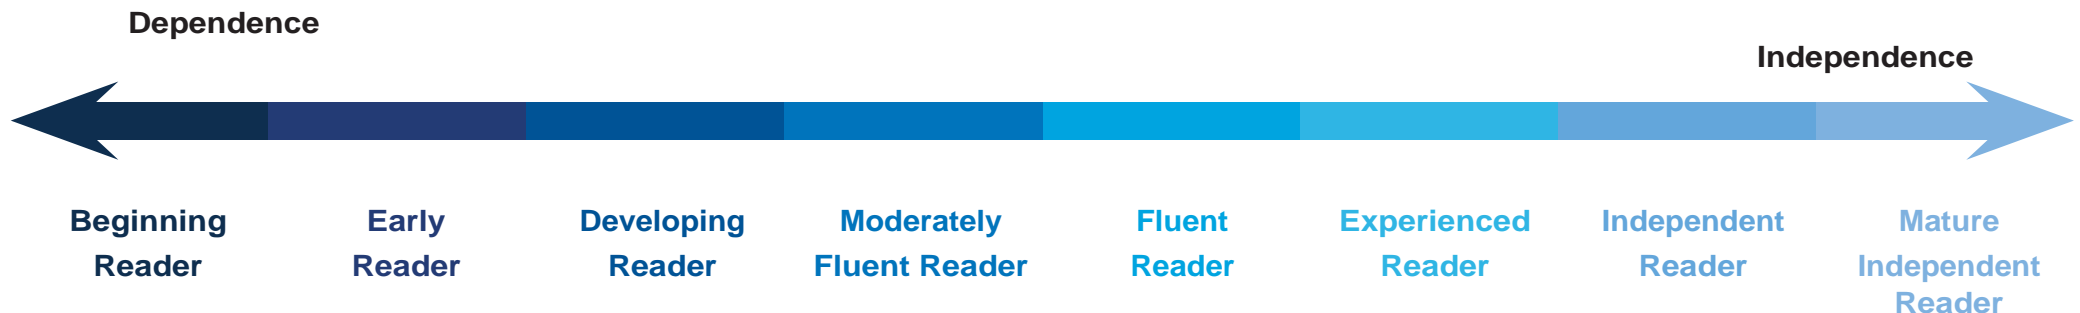 Dependence
Independence
Beginning
Reader
Early
Reader
Developing
Reader
Moderately
Fluent Reader
Fluent
Reader
Experienced
Reader
Independent
Reader
Mature
Independent
Reader